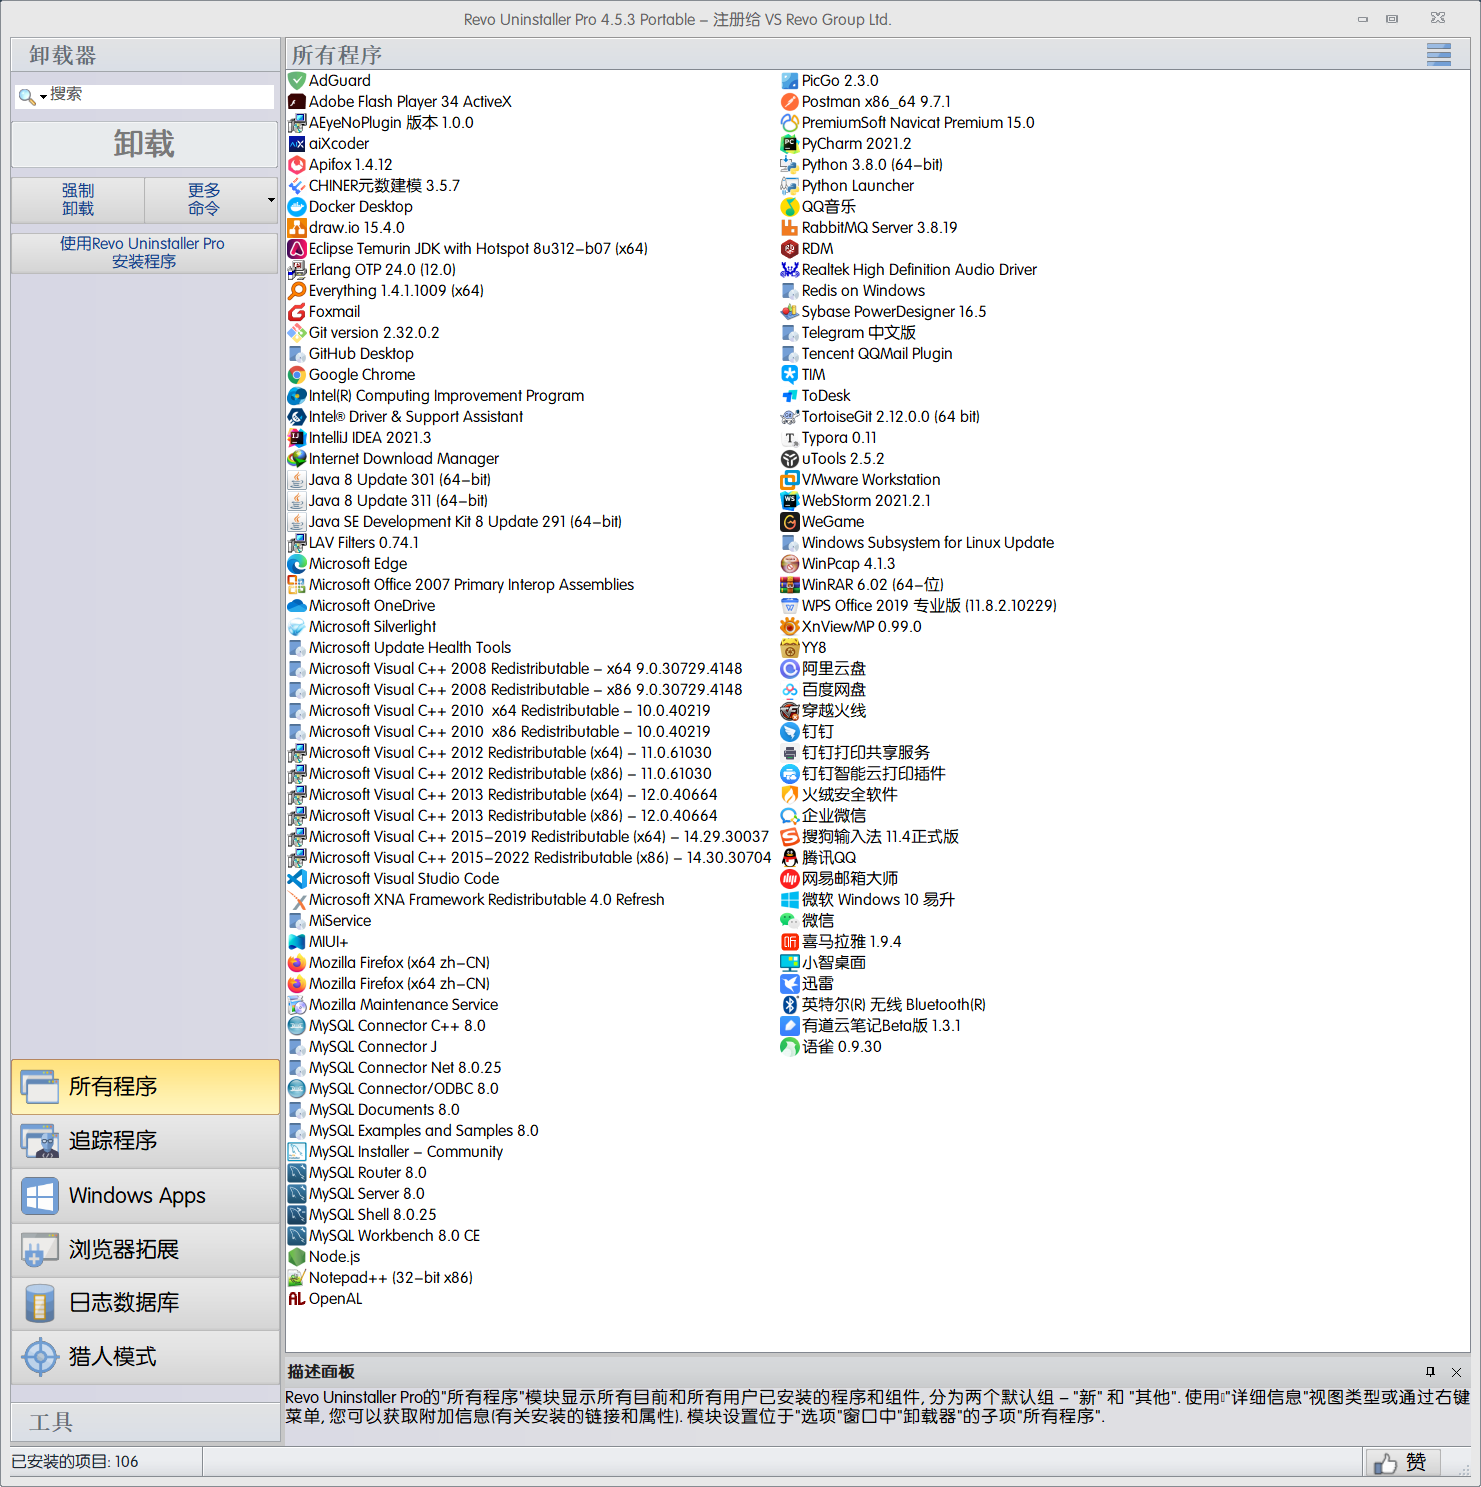 Revo Uninstaller Pro 4.5.3 Portable – 注册给 VS Revo Group Ltd.
卸载器
搜索
卸载
强制
卸载
更多
命令
使用Revo Uninstaller Pro
安装程序
所有程序
AdGuard
Adobe Flash Player 34 ActiveX
AEyeNoPlugin 版本 1.0.0
aiXcoder
Apifox 1.4.12
CHINER元数建模 3.5.7
Docker Desktop
draw.io 15.4.0
Eclipse Temurin JDK with Hotspot 8u312-b07 (x64)
Erlang OTP 24.0 (12.0)
Everything 1.4.1.1009 (x64)
Foxmail
Git version 2.32.0.2
GitHub Desktop
Google Chrome
Intel(R) Computing Improvement Program
Intel® Driver & Support Assistant
IntelliJ IDEA 2021.3
Internet Download Manager
Java 8 Update 301 (64-bit)
Java 8 Update 311 (64-bit)
Java SE Development Kit 8 Update 291 (64-bit)
LAV Filters 0.74.1
Microsoft Edge
Microsoft Office 2007 Primary Interop Assemblies
Microsoft OneDrive
Microsoft Silverlight
Microsoft Update Health Tools
Microsoft Visual C++ 2008 Redistributable - x64 9.0.30729.4148
Microsoft Visual C++ 2008 Redistributable - x86 9.0.30729.4148
Microsoft Visual C++ 2010  x64 Redistributable - 10.0.40219
Microsoft Visual C++ 2010  x86 Redistributable - 10.0.40219
Microsoft Visual C++ 2012 Redistributable (x64) - 11.0.61030
Microsoft Visual C++ 2012 Redistributable (x86) - 11.0.61030
Microsoft Visual C++ 2013 Redistributable (x64) - 12.0.40664
Microsoft Visual C++ 2013 Redistributable (x86) - 12.0.40664
Microsoft Visual C++ 2015-2019 Redistributable (x64) - 14.29.30037
Microsoft Visual C++ 2015-2022 Redistributable (x86) - 14.30.30704
Microsoft Visual Studio Code
Microsoft XNA Framework Redistributable 4.0 Refresh
MiService
MIUI+
Mozilla Firefox (x64 zh-CN)
Mozilla Firefox (x64 zh-CN)
Mozilla Maintenance Service
MySQL Connector C++ 8.0
MySQL Connector J
MySQL Connector Net 8.0.25
MySQL Connector/ODBC 8.0
MySQL Documents 8.0
MySQL Examples and Samples 8.0
MySQL Installer - Community
MySQL Router 8.0
MySQL Server 8.0
MySQL Shell 8.0.25
MySQL Workbench 8.0 CE
Node.js
Notepad++ (32-bit x86)
OpenAL
PicGo 2.3.0
Postman x86_64 9.7.1
PremiumSoft Navicat Premium 15.0
PyCharm 2021.2
Python 3.8.0 (64-bit)
Python Launcher
QQ音乐
RabbitMQ Server 3.8.19
RDM
Realtek High Definition Audio Driver
Redis on Windows
Sybase PowerDesigner 16.5
Telegram 中文版
Tencent QQMail Plugin
TIM
ToDesk
TortoiseGit 2.12.0.0 (64 bit)
Typora 0.11
uTools 2.5.2
VMware Workstation
WebStorm 2021.2.1
WeGame
Windows Subsystem for Linux Update
WinPcap 4.1.3
WinRAR 6.02 (64-位)
WPS Office 2019 专业版 (11.8.2.10229)
XnViewMP 0.99.0
YY8
阿里云盘
百度网盘
穿越火线
钉钉
钉钉打印共享服务
钉钉智能云打印插件
火绒安全软件
企业微信
搜狗输入法 11.4正式版
腾讯QQ
网易邮箱大师
微软 Windows 10 易升
微信
喜马拉雅 1.9.4
小智桌面
迅雷
英特尔(R) 无线 Bluetooth(R)
有道云笔记Beta版 1.3.1
语雀 0.9.30
所有程序
追踪程序
Windows Apps
浏览器拓展
日志数据库
猎人模式
工具
描述面板
Revo Uninstaller Pro的"所有程序"模块显示所有目前和所有用户已安装的程序和组件, 分为两个默认组 - "新" 和 "其他". 使用"详细信息"视图类型或通过右键
菜单, 您可以获取附加信息(有关安装的链接和属性). 模块设置位于"选项"窗口中"卸载器"的子项"所有程序".
已安装的项目: 106
赞